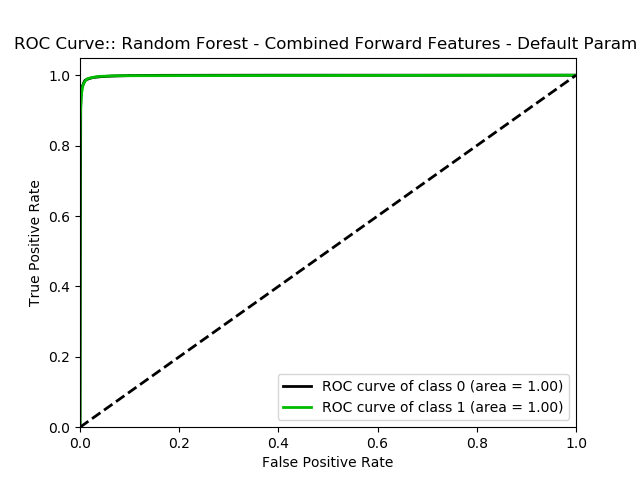 ROC Curve:: Random Forest - Combined Forward Features - Default Param
1.0
0.8
0.6
0.4
0.2
0.0
True Positive Rate
ROC curve of class 0 (area = 1.00)
ROC curve of class 1 (area = 1.00)
0.0 0.2 0.4 0.6 0.8 1.0
False Positive Rate